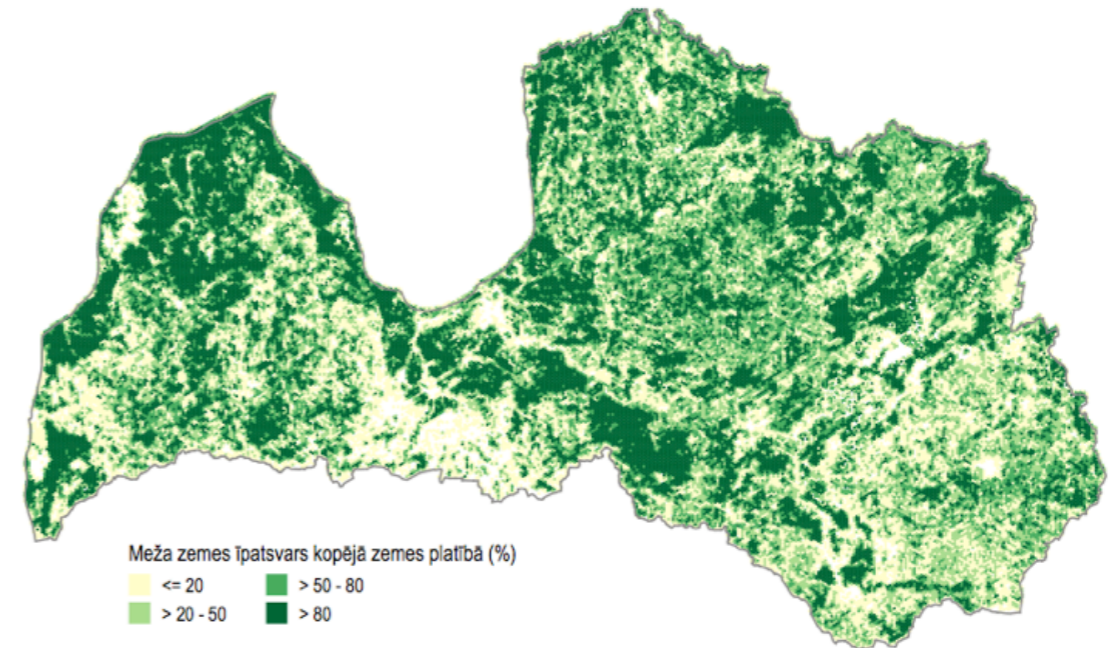 Meža zemes īpatsvars kopējā zemes platībā (%)
<= 20
> 50 - 80
> 20 - 50
> 80